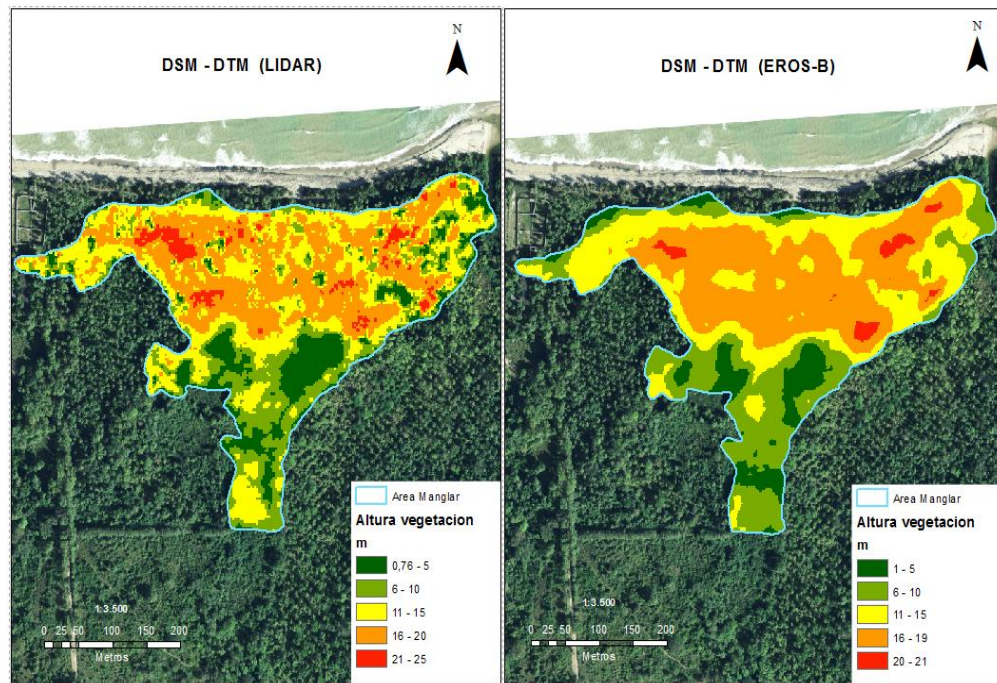 N
DSM - DTM (LIDAR)
Area Manglar
Altura vegetacion
m
0,76 - 5
6 - 10
11 - 15
16 - 20
21 - 25
1:3.500
0 25 50 100 150 200
Metros
N
DSM - DTM (EROS-B)
Area Manglar
Altura vegetacion
m
1 - 5
6 - 10
11 - 15
16 - 19
20 - 21
1:3.500
0 25 50 100 150 200
Metros